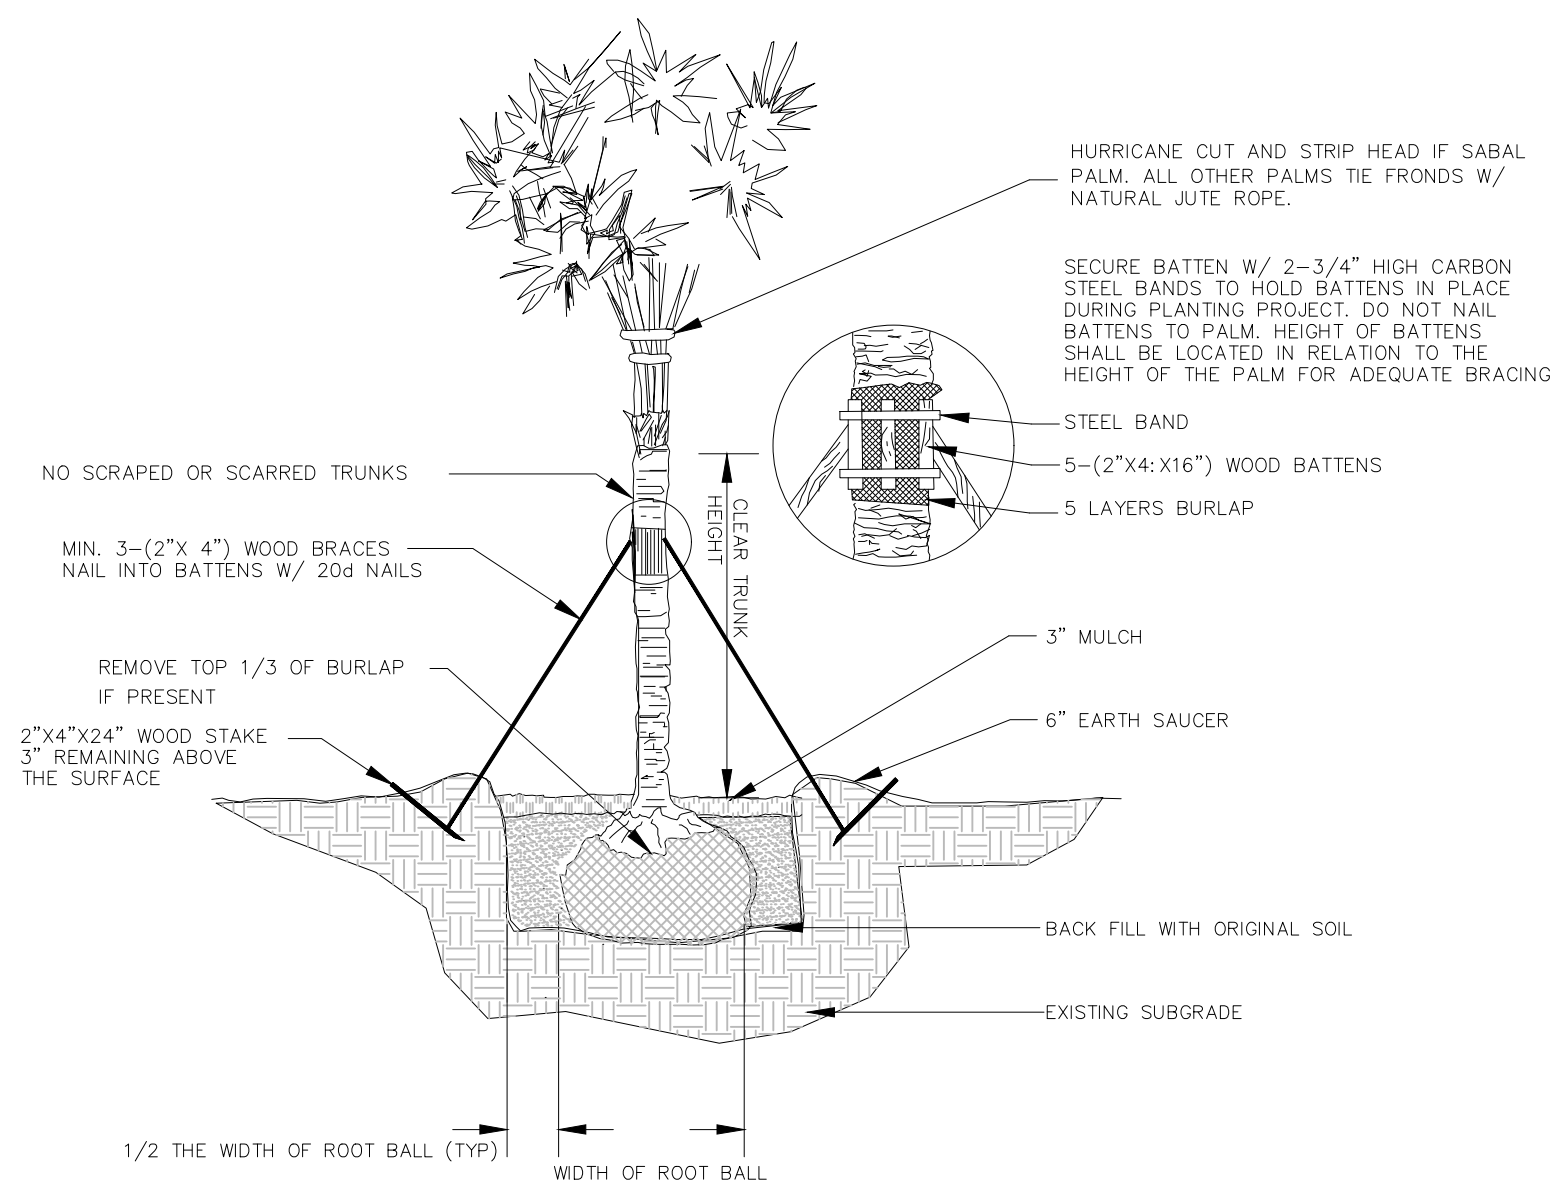 HURRICANE CUT AND STRIP HEAD IF SABAL
PALM. ALL OTHER PALMS TIE FRONDS W/
NATURAL JUTE ROPE.
SECURE BATTEN W/ 2-3/4" HIGH CARBON
STEEL BANDS TO HOLD BATTENS IN PLACE
DURING PLANTING PROJECT. DO NOT NAIL
BATTENS TO PALM. HEIGHT OF BATTENS
SHALL BE LOCATED IN RELATION TO THE
HEIGHT OF THE PALM FOR ADEQUATE BRACING
STEEL BAND
5-(2"X4:X16") WOOD BATTENS
5 LAYERS BURLAP
NO SCRAPED OR SCARRED TRUNKS
MIN. 3-(2"X 4") WOOD BRACES
NAIL INTO BATTENS W/ 20d NAILS
CLEAR TRUNK
HEIGHT
REMOVE TOP 1/3 OF BURLAP
IF PRESENT
2"X4"X24" WOOD STAKE
3" REMAINING ABOVE
THE SURFACE
3" MULCH
6" EARTH SAUCER
BACK FILL WITH ORIGINAL SOIL
EXISTING SUBGRADE
1/2 THE WIDTH OF ROOT BALL (TYP)
WIDTH OF ROOT BALL